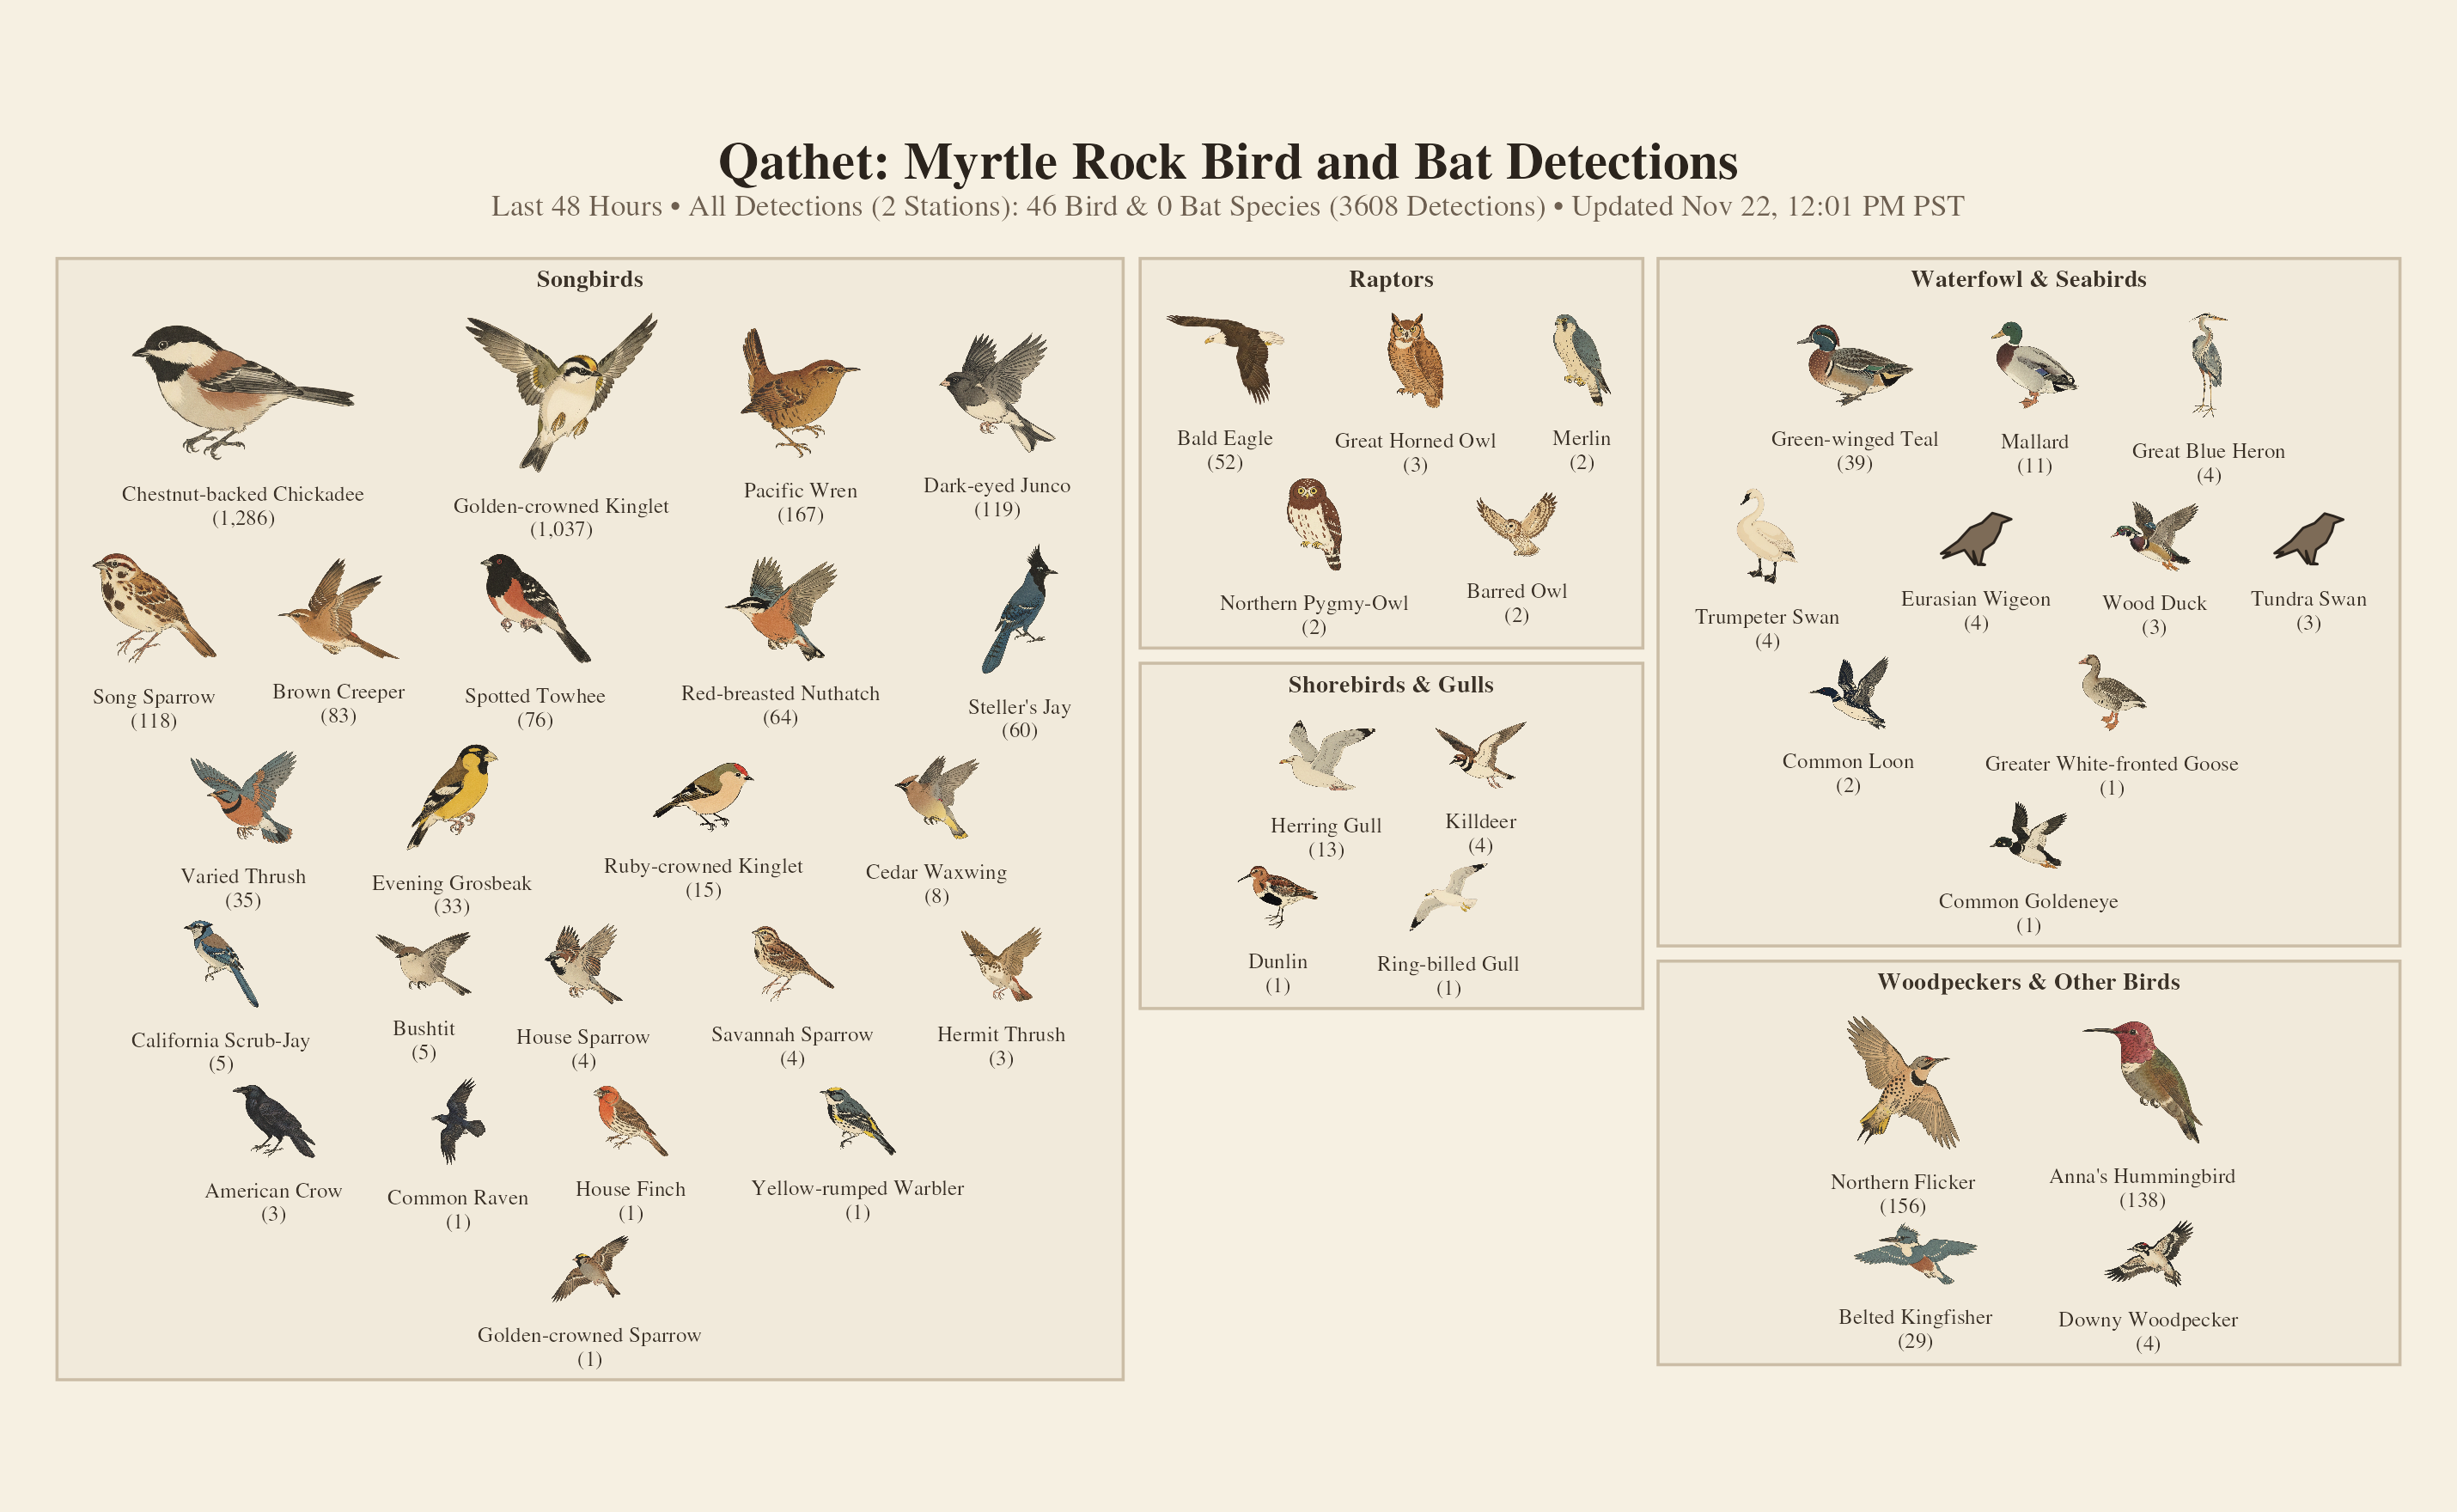 Qathet: Myrtle Rock Bird and Bat Detections
Last 48 Hours • All Detections (2 Stations): 46 Bird & 0 Bat Species (3608 Detections) • Updated Nov 22, 12:01 PM PST
Songbirds
Chestnut-backed Chickadee
(1,286)
Golden-crowned Kinglet
(1,037)
Pacific Wren
(167)
Dark-eyed Junco
(119)
Song Sparrow
(118)
Brown Creeper
(83)
Spotted Towhee
(76)
Red-breasted Nuthatch
(64)
Steller's Jay
(60)
Varied Thrush
(35)
Evening Grosbeak
(33)
Ruby-crowned Kinglet
(15)
Cedar Waxwing
(8)
California Scrub-Jay
(5)
Bushtit
(5)
House Sparrow
(4)
Savannah Sparrow
(4)
Hermit Thrush
(3)
American Crow
(3)
Common Raven
(1)
House Finch
(1)
Yellow-rumped Warbler
(1)
Golden-crowned Sparrow
(1)
Raptors
Bald Eagle
(52)
Great Horned Owl
(3)
Merlin
(2)
Northern Pygmy-Owl
(2)
Barred Owl
(2)
Shorebirds & Gulls
Herring Gull
(13)
Killdeer
(4)
Dunlin
(1)
Ring-billed Gull
(1)
Waterfowl & Seabirds
Green-winged Teal
(39)
Mallard
(11)
Great Blue Heron
(4)
Trumpeter Swan
(4)
Eurasian Wigeon
(4)
Wood Duck
(3)
Tundra Swan
(3)
Common Loon
(2)
Greater White-fronted Goose
(1)
Common Goldeneye
(1)
Woodpeckers & Other Birds
Northern Flicker
(156)
Anna's Hummingbird
(138)
Belted Kingfisher
(29)
Downy Woodpecker
(4)